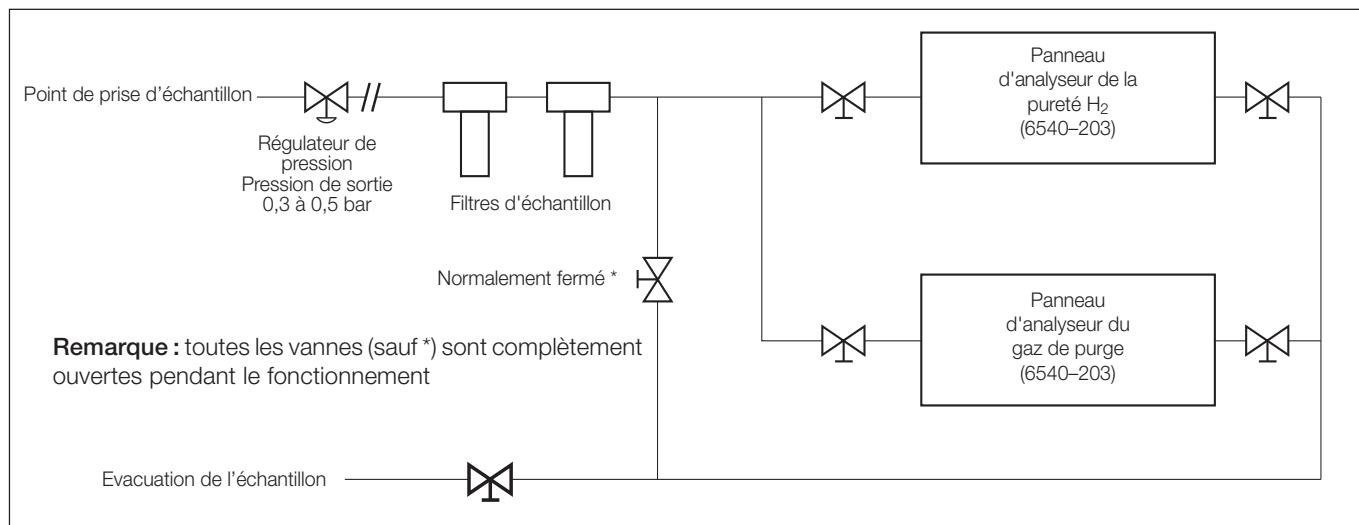 Point de prise d’échantillon
Régulateur de
pression
Pression de sortie
0,3 à 0,5 bar
Filtres d'échantillon
Panneau
d'analyseur de la
pureté H₂
(6540–203)
Normalement fermé *
Panneau
d'analyseur du
gaz de purge
(6540–203)
Remarque : toutes les vannes (sauf *) sont complètement
ouvertes pendant le fonctionnement
Evacuation de l’échantillon